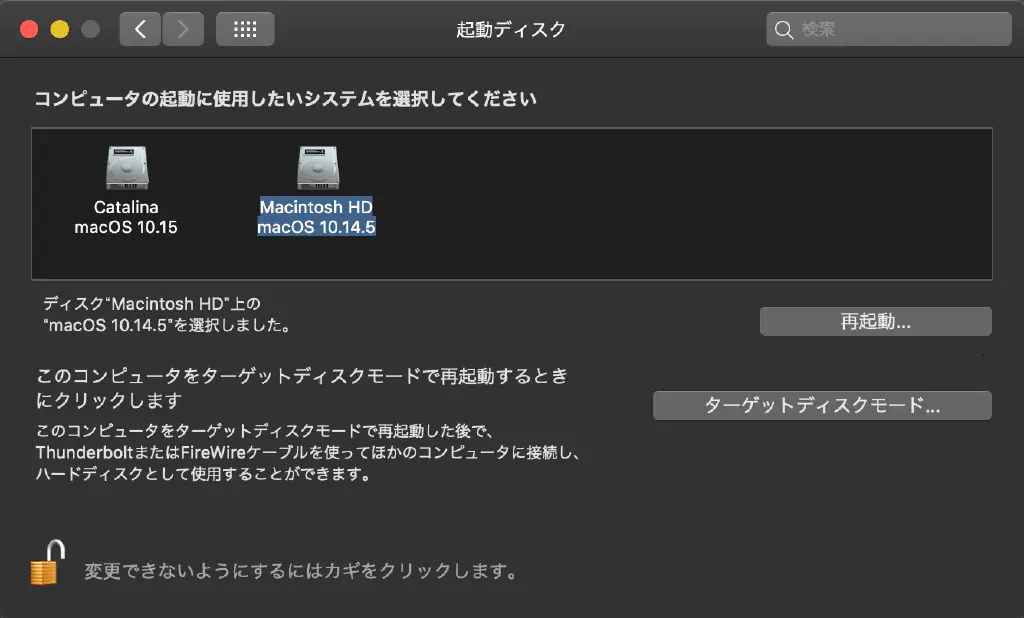 起動ディスク
検索
コンピュータの起動に使用したいシステムを選択してください
Catalina
macOS 10.15
Macintosh HD
macOS 10.14.5
ディスク“Macintosh HD”上の
“macOS 10.14.5”を選択しました。
再起動...
このコンピュータをターゲットディスクモードで再起動するとき
にクリックします
ターゲットディスクモード...
このコンピュータをターゲットディスクモードで再起動した後で、
ThunderboltまたはFireWireケーブルを使ってほかのコンピュータに接続し、
ハードディスクとして使用することができます。
変更できないようにするにはカギをクリックします。